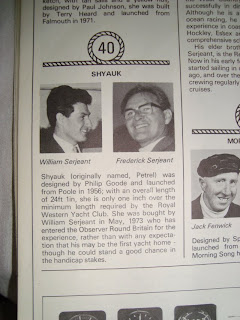 designed by Paul Johnson, she was built
by Terry Heard and launched from
Falmouth in 1971.
40
SHYAUK
William Serjeant
Frederick Serjeant
Shyauk (originally named, Petrel) was
designed by Philip Goode and launched
from Poole in 1956; with an overall length
of 24ft 1in, she is only one inch over the
minimum length required by the Royal
Western Yacht Club. She was bought by
William Serjeant in May, 1973 who has
entered the Observer Round Britain for the
experience, rather than with any expecta-
tion that his may be the first yacht home -
though he could stand a good chance in
the handicap stakes.
successfully in
Although he is a
ocean racing, he
experience in coa
Hockley, Essex a
comprehensive s
His elder brot
Serjeant, is the R
Now in his early f
started sailing in
ago, and over the
crewing regularly
cruises.
MOR
Jack Fenwick
Designed by Sp
launched from
Morning Song h